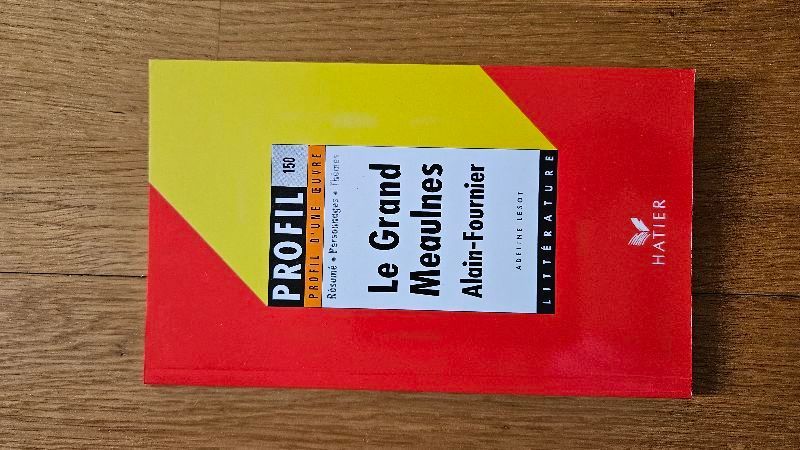 PROFIL 150
PROFIL D'UNE ŒUVRE
Résumé • Personnages • Thèmes
Le Grand
Meaulnes
Alain-Fournier
ADELINE LESOT
LITTÉRATURE
HATIER